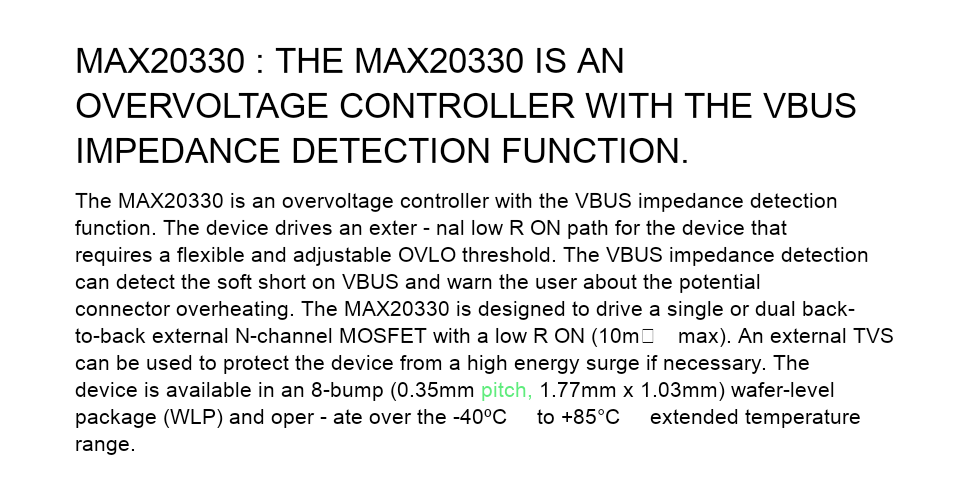 MAX20330 : THE MAX20330 IS AN
OVERVOLTAGE CONTROLLER WITH THE VBUS
IMPEDANCE DETECTION FUNCTION.
The MAX20330 is an overvoltage controller with the VBUS impedance detection
function. The device drives an exter - nal low R ON path for the device that
requires a flexible and adjustable OVLO threshold. The VBUS impedance detection
can detect the soft short on VBUS and warn the user about the potential
connector overheating. The MAX20330 is designed to drive a single or dual back-
to-back external N-channel MOSFET with a low R ON (10m□ max). An external TVS
can be used to protect the device from a high energy surge if necessary. The
device is available in an 8-bump (0.35mm pitch, 1.77mm x 1.03mm) wafer-level
package (WLP) and oper - ate over the -40ºC to +85°C extended temperature
range.